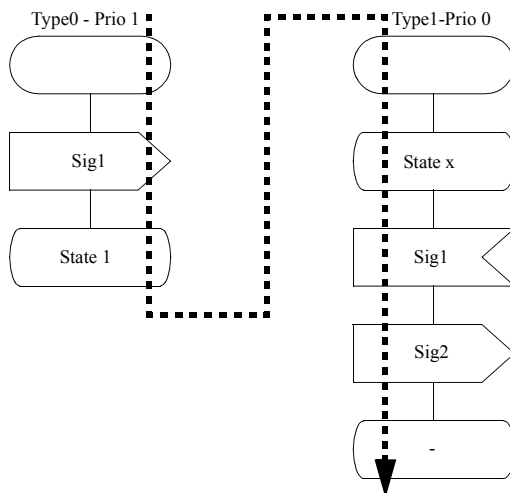 Type0 - Prio 1
Sig1
State 1
Type1-Prio 0
State x
Sig1
Sig2
-